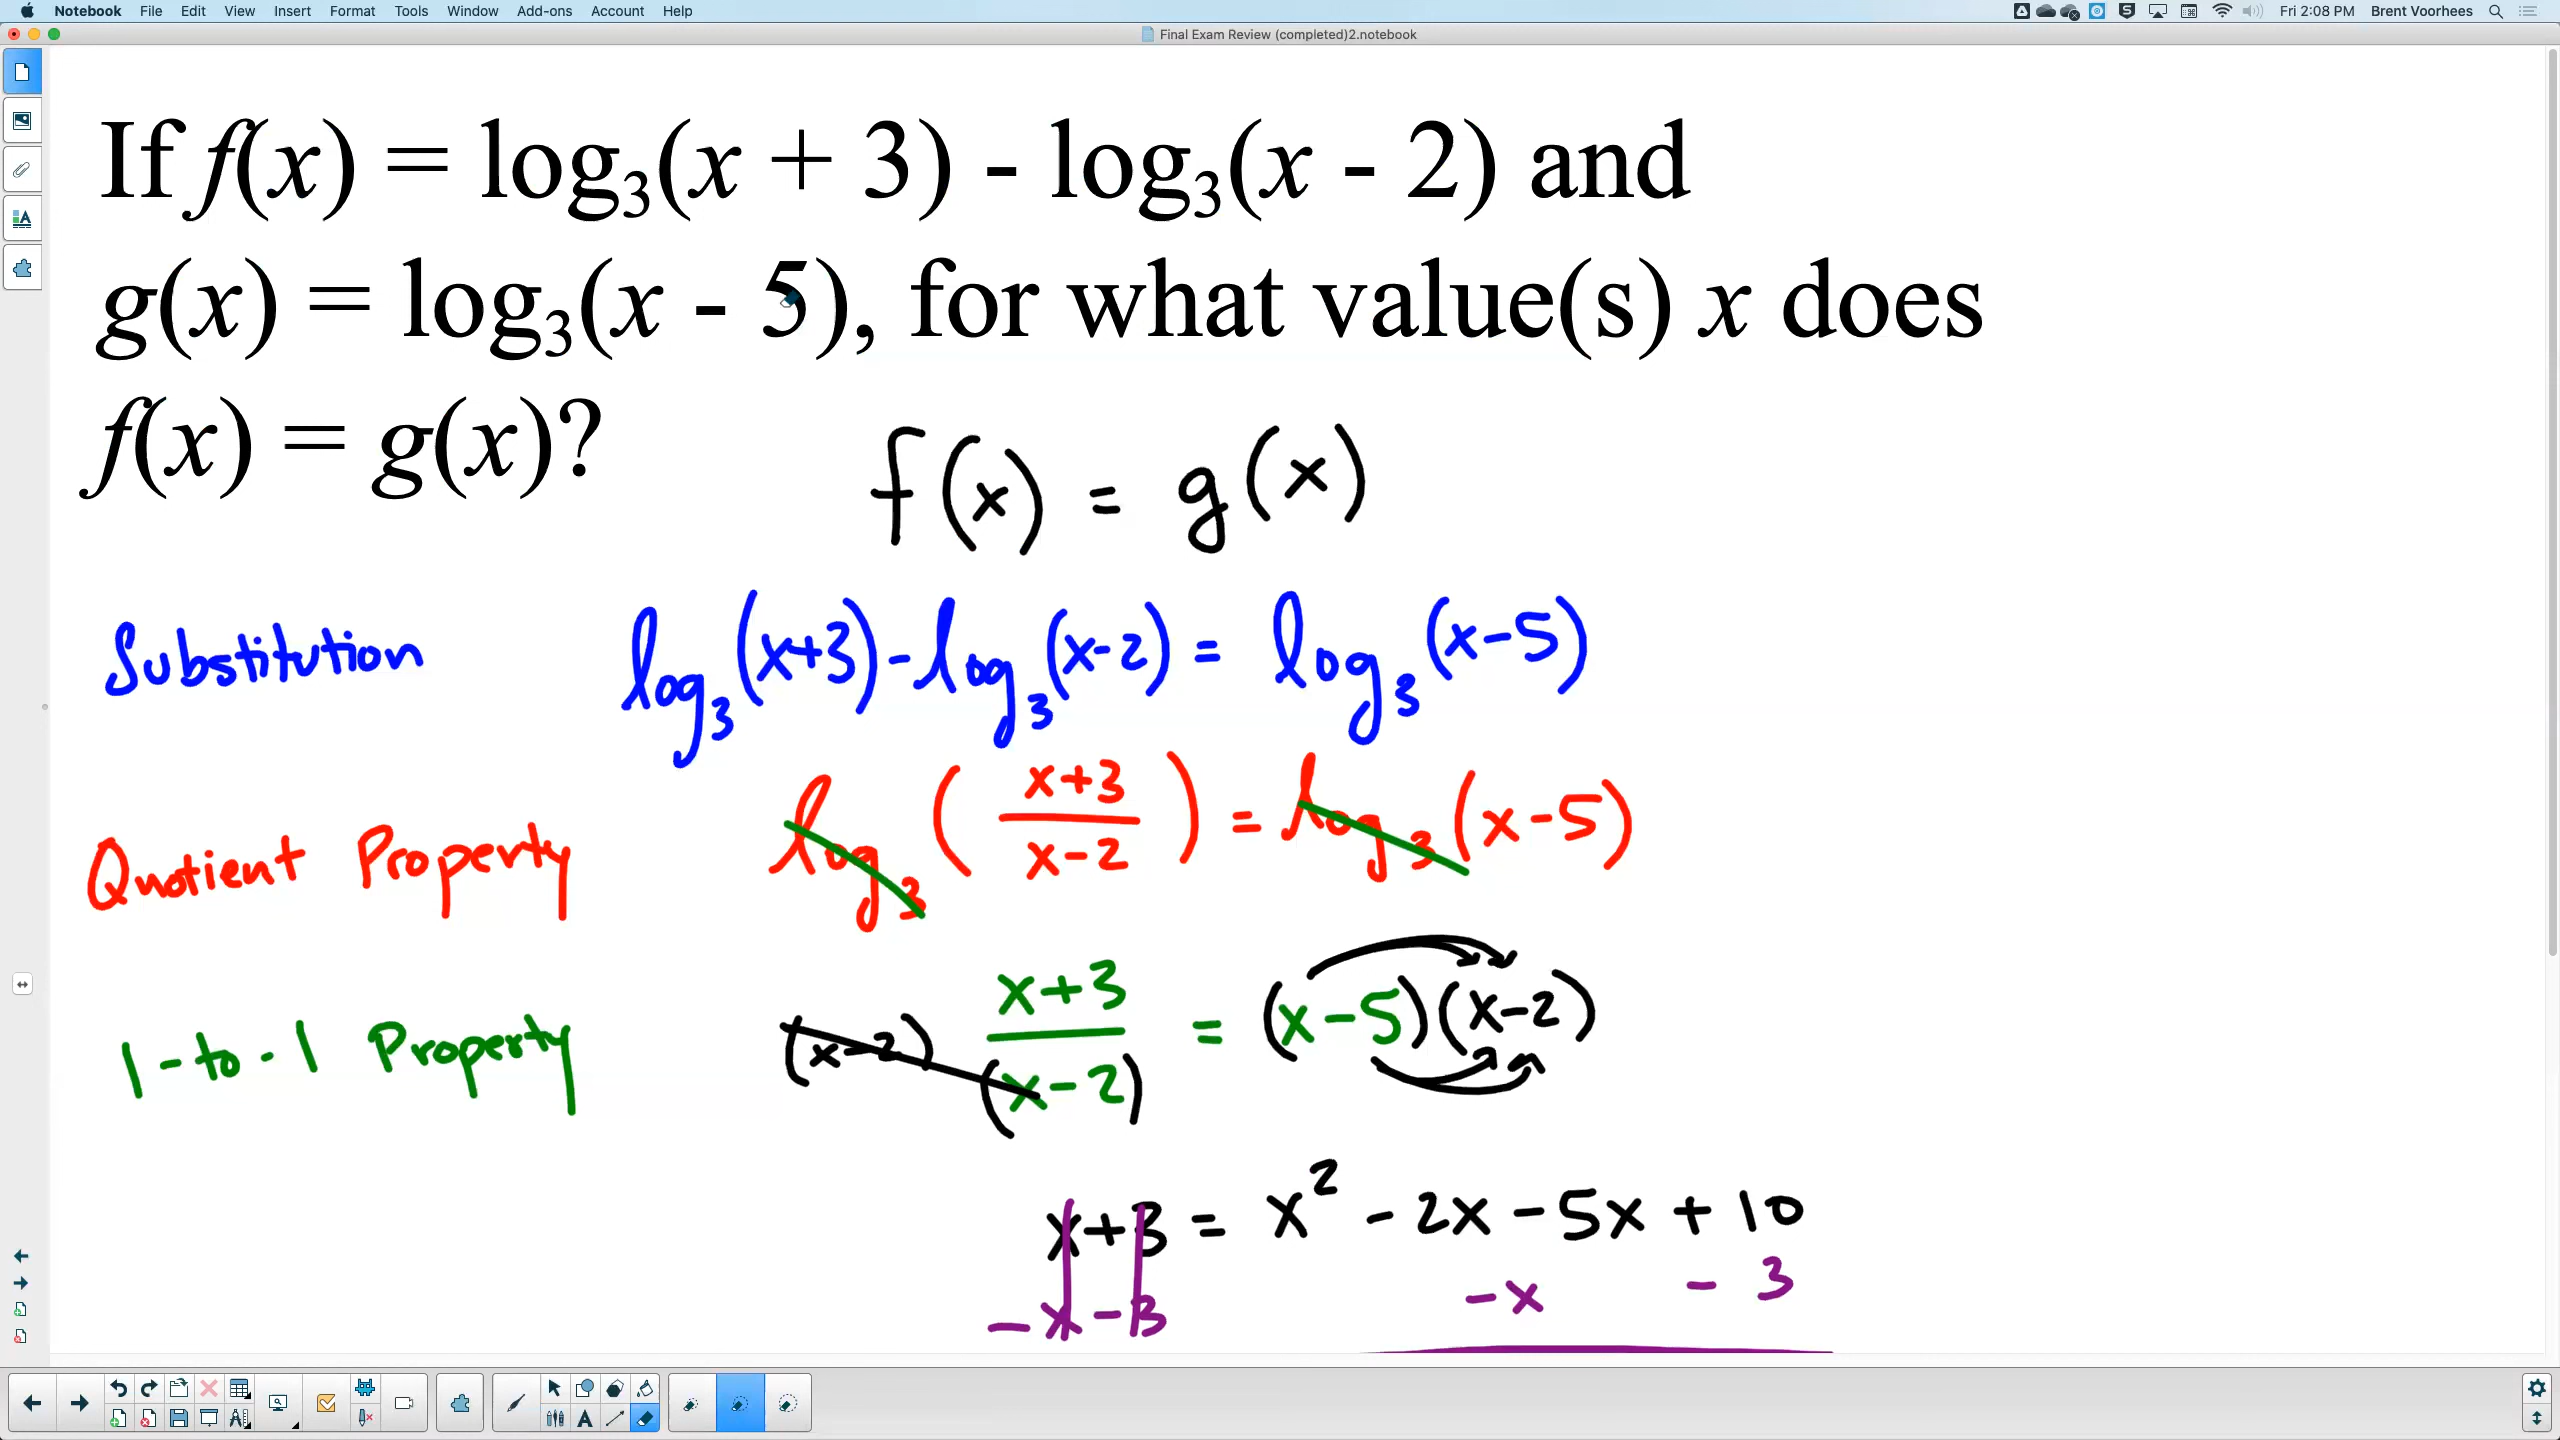 Notebook File Edit View Insert Format Tools Window Add-ons Account Help Fri 2:08 PM Brent Voorhees
Final Exam Review (completed)2.notebook
If f(x) = log₃(x + 3) - log₃(x - 2) and
g(x) = log₃(x - 5), for what value(s) x does
f(x) = g(x)?
f(x) = g(x)
Substitution log₃(x+3) - log₃(x-2) = log₃(x-5)
Quotient Property log₃((x+3)/(x-2)) = log₃(x-5)
1-to-1 Property (x-2) (x+3)/(x-2) = (x-5)(x-2)
x+3 = x² - 2x - 5x + 10
-x -3 -x -3